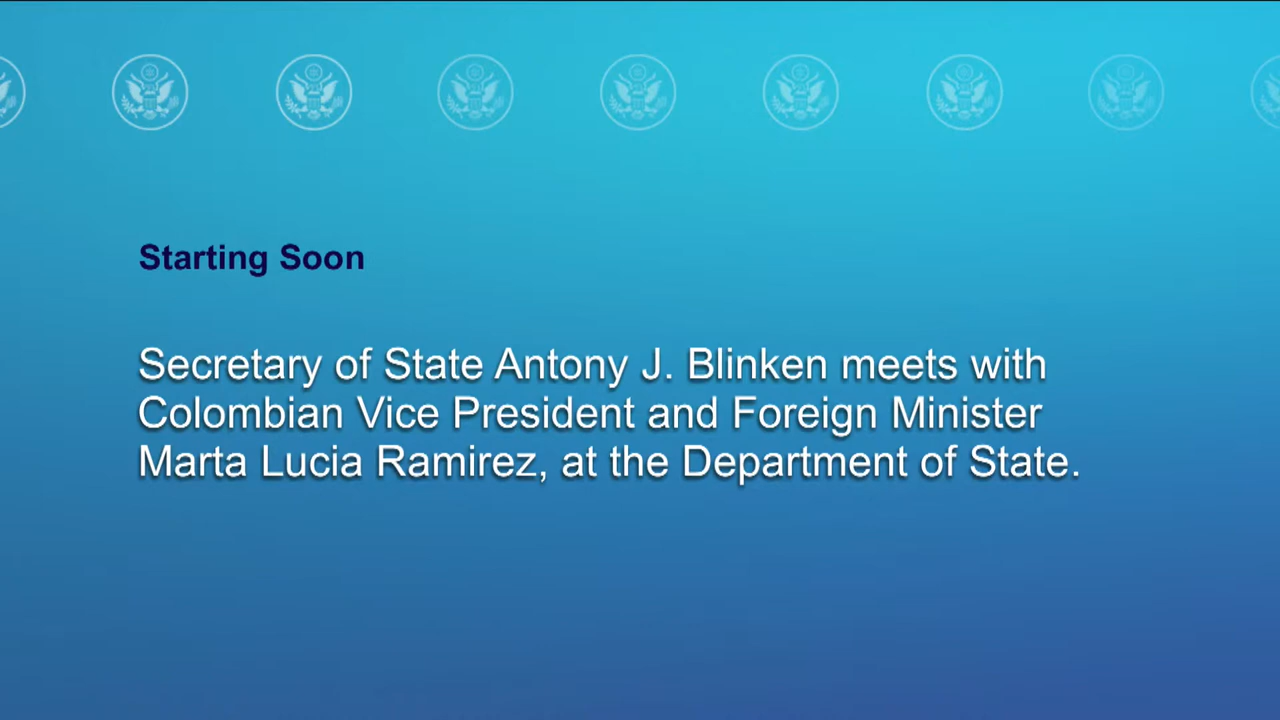 Starting Soon
Secretary of State Antony J. Blinken meets with
Colombian Vice President and Foreign Minister
Marta Lucia Ramirez, at the Department of State.